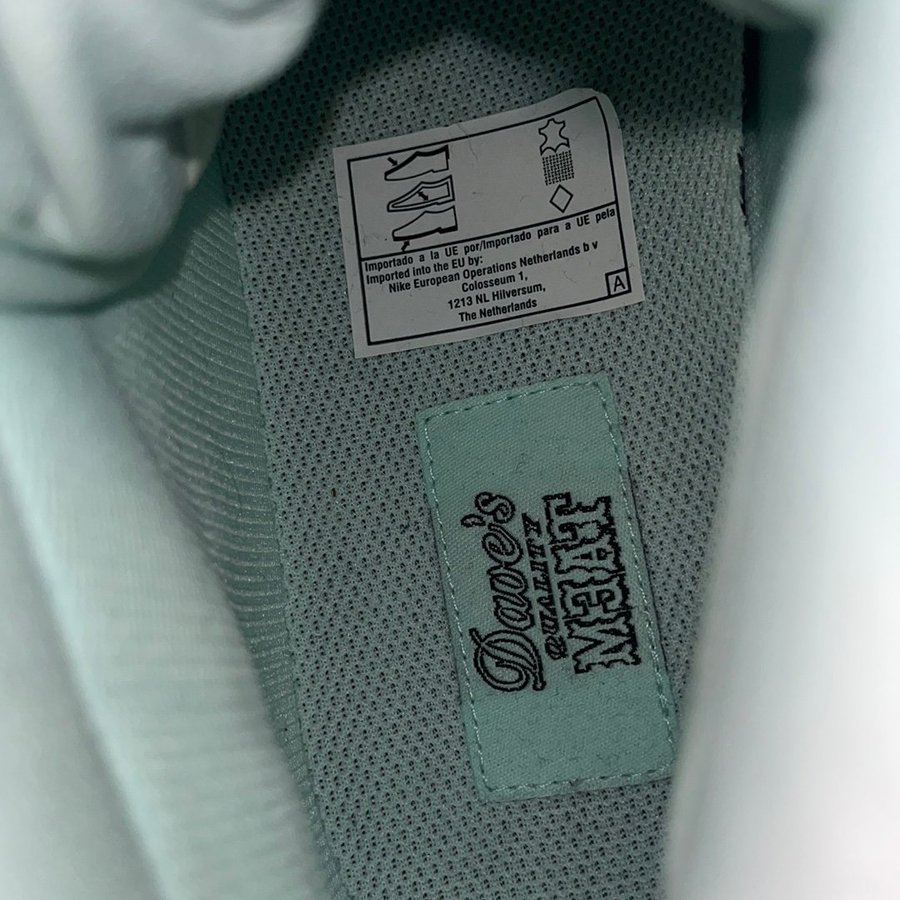 Importado a la UE por/Importado para a UE pela
Imported into the EU by:
Nike European Operations Netherlands b v
Colosseum 1,
1213 NL Hilversum,
The Netherlands
A
Dave's
QUALITY
MEAT